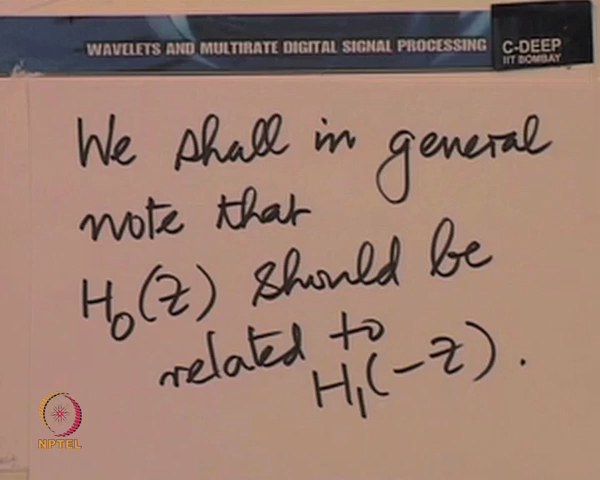 WAVELETS AND MULTIRATE DIGITAL SIGNAL PROCESSING
C-DEEP
IIT BOMBAY
We shall in general
note that
H₀(Z) should be
related to
H₁(-Z).
NPTEL